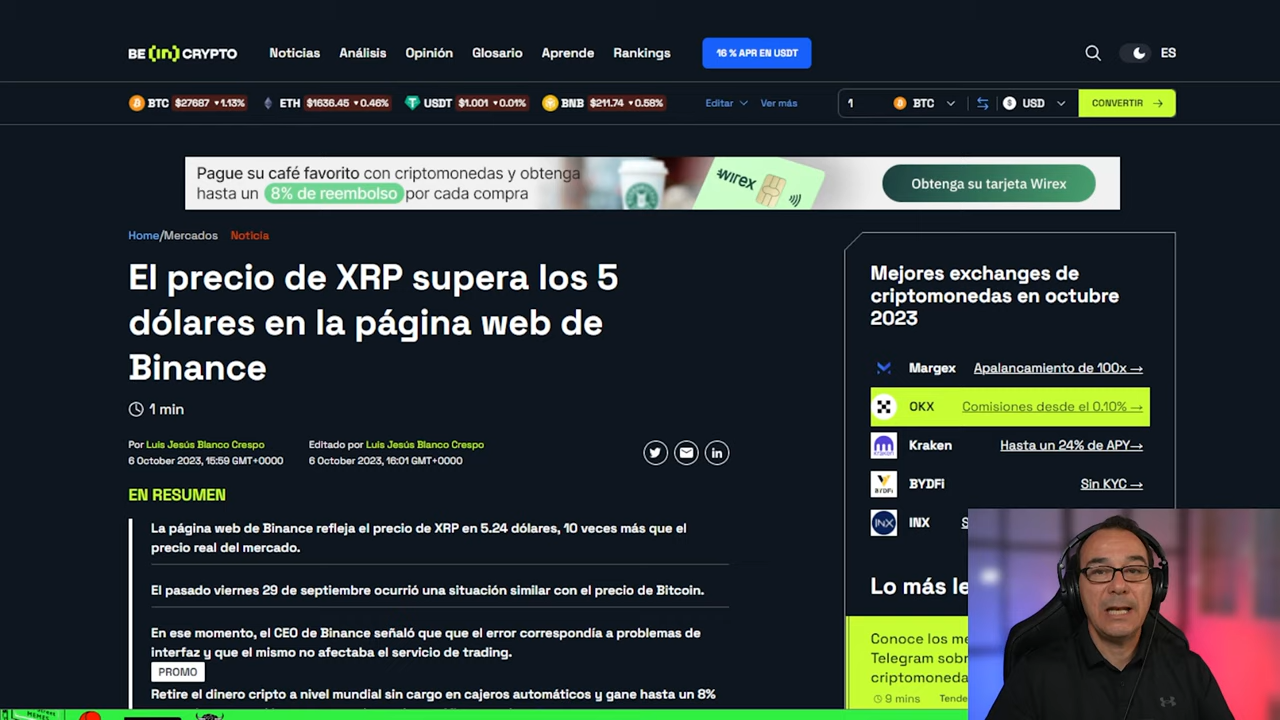 BE [IN] CRYPTO
Noticias Análisis Opinión Glosario Aprende Rankings
16 % APR EN USDT
ES
BTC $27687 ▾1.13% ETH $1636.45 ▾0.46% USDT $1.001 ▾0.01% BNB $211.74 ▾0.58%
Editar Ver más
1 BTC USD CONVERTIR →
Pague su café favorito con criptomonedas y obtenga
hasta un 8% de reembolso por cada compra
wirex
Obtenga su tarjeta Wirex
Home/Mercados Noticia
El precio de XRP supera los 5
dólares en la página web de
Binance
1 min
Por Luis Jesús Blanco Crespo
6 October 2023, 15:59 GMT+0000
Editado por Luis Jesús Blanco Crespo
6 October 2023, 16:01 GMT+0000
EN RESUMEN
La página web de Binance refleja el precio de XRP en 5.24 dólares, 10 veces más que el
precio real del mercado.
El pasado viernes 29 de septiembre ocurrió una situación similar con el precio de Bitcoin.
En ese momento, el CEO de Binance señaló que que el error correspondía a problemas de
interfaz y que el mismo no afectaba el servicio de trading.
PROMO
Retire el dinero cripto a nivel mundial sin cargo en cajeros automáticos y gane hasta un 8%
Mejores exchanges de
criptomonedas en octubre
2023
Margex Apalancamiento de 100x →
OKX Comisiones desde el 0.10% →
Kraken Hasta un 24% de APY→
BYDFi Sin KYC →
INX S
Lo más le
Conoce los me
Telegram sobr
criptomoneda
9 mins Tende